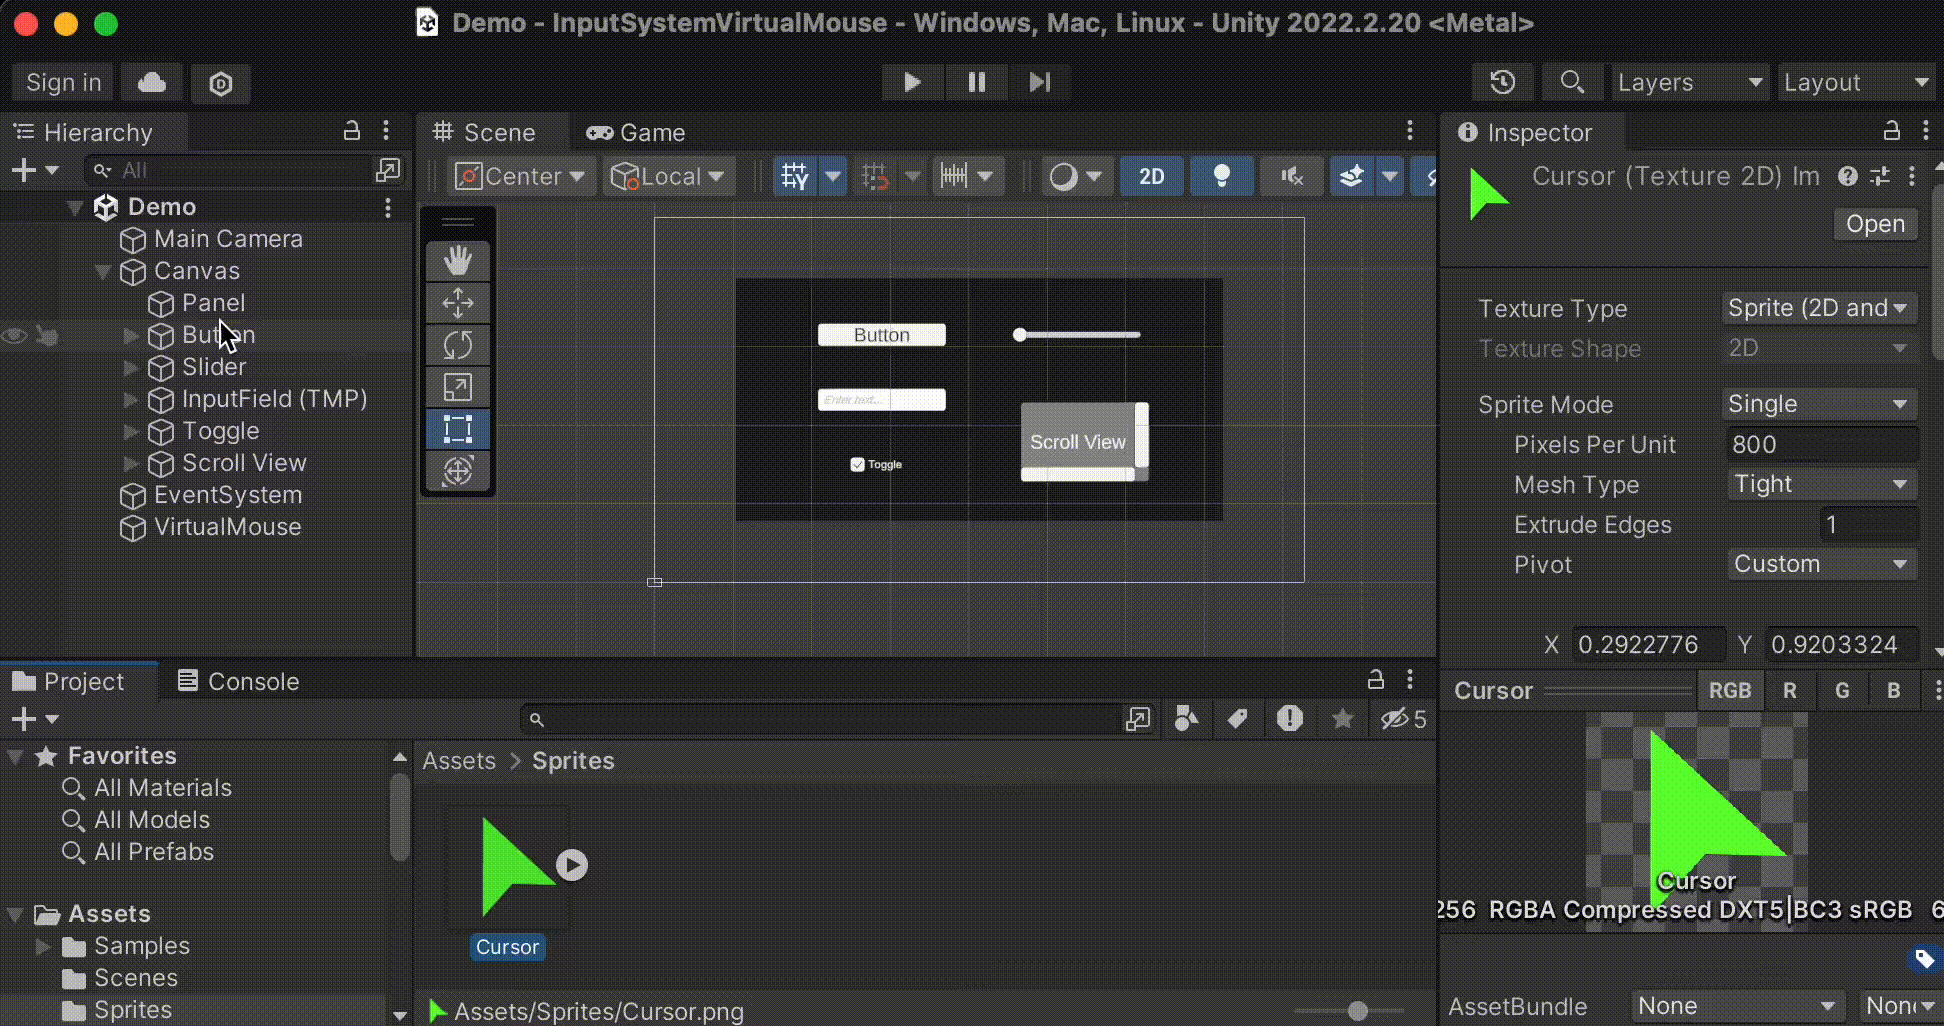 Demo - InputSystemVirtualMouse - Windows, Mac, Linux - Unity 2022.2.20 <Metal>
Sign in
Layers
Layout
Hierarchy
All
Demo
Main Camera
Canvas
Panel
Button
Slider
InputField (TMP)
Toggle
Scroll View
EventSystem
VirtualMouse
Scene
Game
Center
Local
2D
Button
Enter text...
Toggle
Scroll View
Inspector
Cursor (Texture 2D) Im
Open
Texture Type Sprite (2D and
Texture Shape 2D
Sprite Mode Single
Pixels Per Unit 800
Mesh Type Tight
Extrude Edges 1
Pivot Custom
X 0.2922776 Y 0.9203324
Project
Console
5
Favorites
All Materials
All Models
All Prefabs
Assets
Samples
Scenes
Sprites
Assets > Sprites
Cursor
Assets/Sprites/Cursor.png
Cursor RGB R G B
Cursor
256 RGBA Compressed DXT5|BC3 sRGB 6
AssetBundle None Non